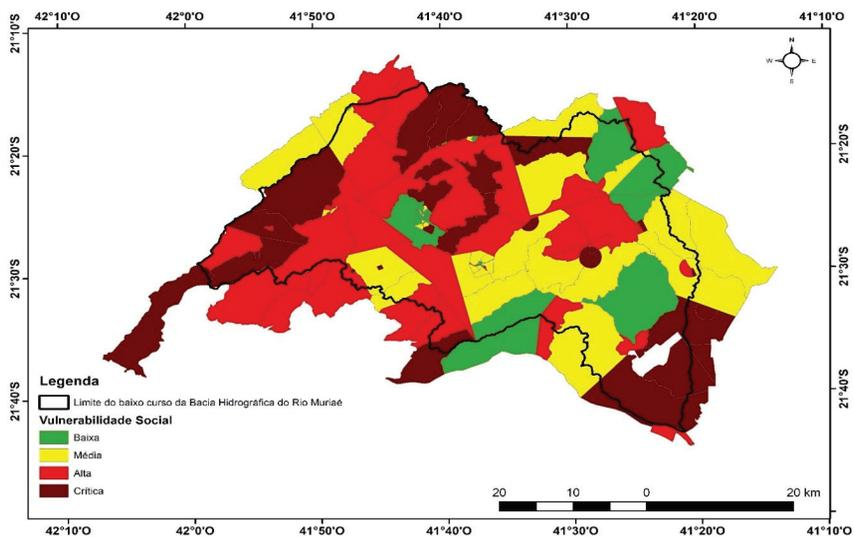 42°10'O 42°0'O 41°50'O 41°40'O 41°30'O 41°20'O 41°10'O
21°10'S
N
W E
S
21°20'S 21°20'S
21°30'S 21°30'S
21°40'S 21°40'S
Legenda
Limite do baixo curso da Bacia Hidrográfica do Rio Muriaé
Vulnerabilidade Social
Baixa
Média
Alta
Crítica
20 10 0 20 km
42°10'O 42°0'O 41°50'O 41°40'O 41°30'O 41°20'O 41°10'O